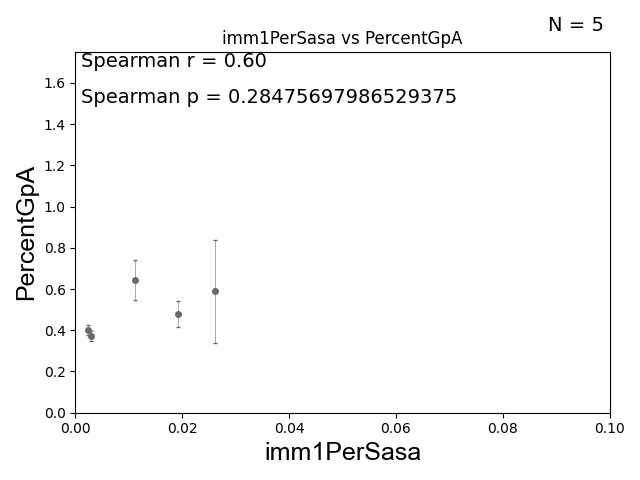 N = 5
imm1PerSasa vs PercentGpA
Spearman r = 0.60
Spearman p = 0.28475697986529375
PercentGpA
1.6
1.4
1.2
1.0
0.8
0.6
0.4
0.2
0.0
0.00 0.02 0.04 0.06 0.08 0.10
imm1PerSasa